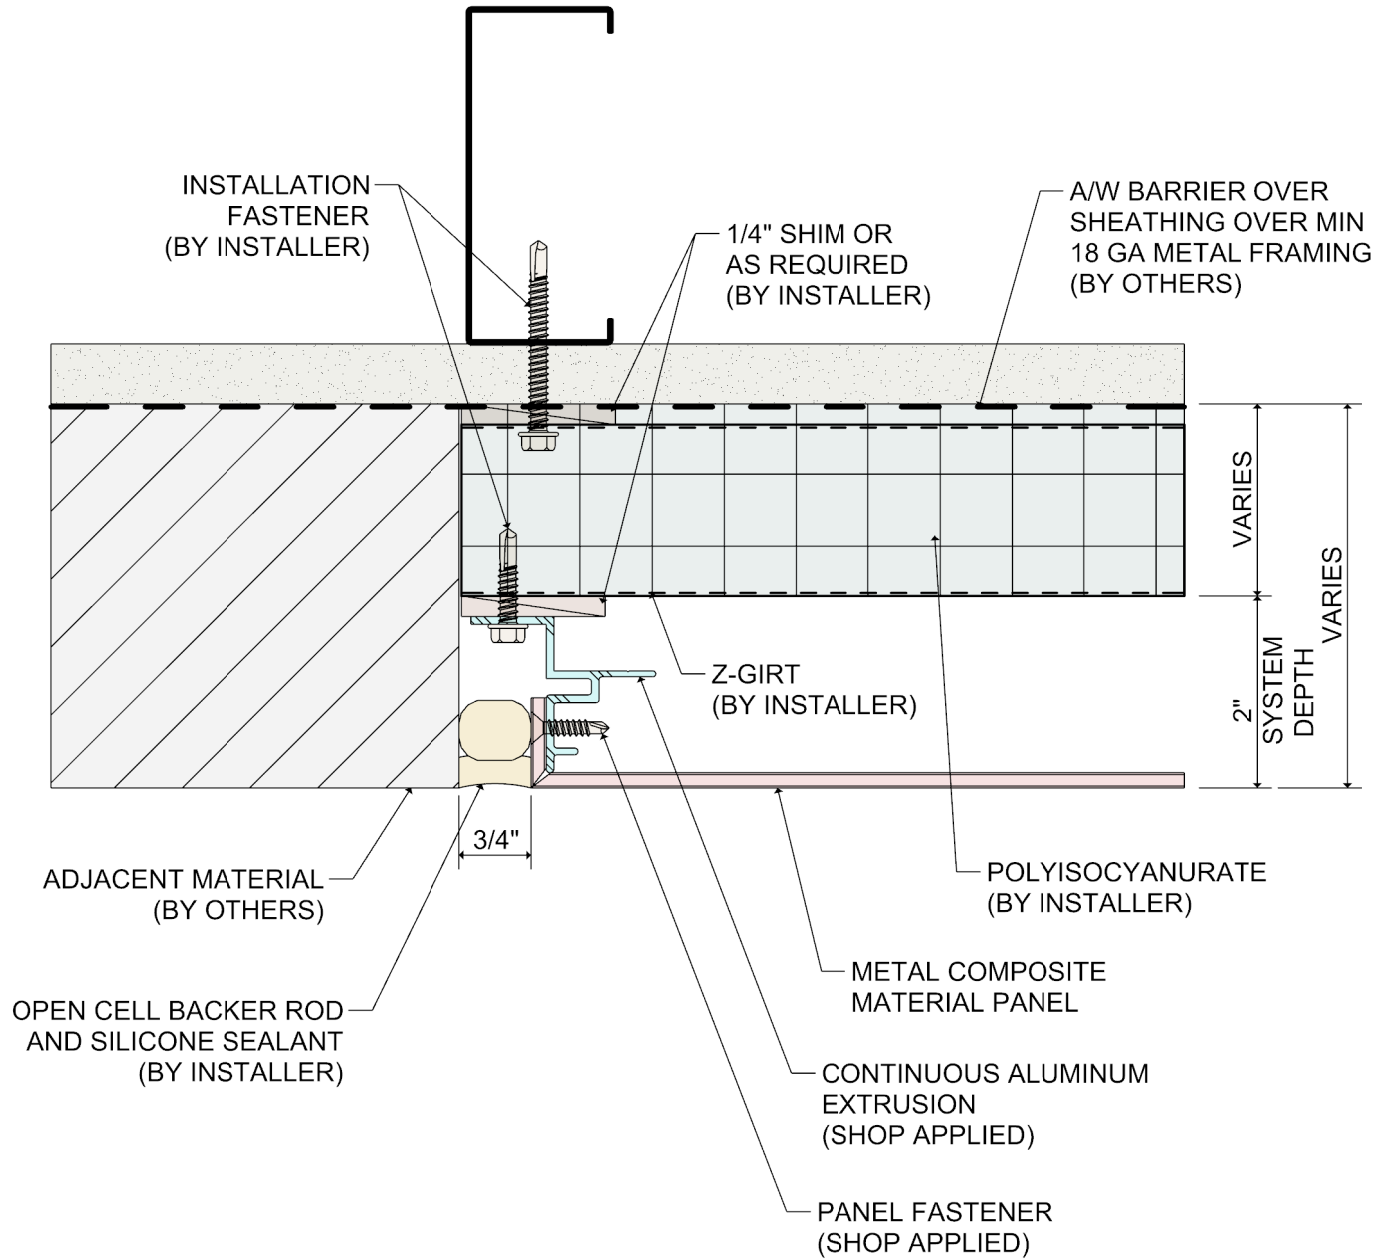 INSTALLATION
FASTENER
(BY INSTALLER)
1/4" SHIM OR
AS REQUIRED
(BY INSTALLER)
A/W BARRIER OVER
SHEATHING OVER MIN
18 GA METAL FRAMING
(BY OTHERS)
VARIES
VARIES
2"
SYSTEM
DEPTH
Z-GIRT
(BY INSTALLER)
3/4"
ADJACENT MATERIAL
(BY OTHERS)
POLYISOCYANURATE
(BY INSTALLER)
METAL COMPOSITE
MATERIAL PANEL
OPEN CELL BACKER ROD
AND SILICONE SEALANT
(BY INSTALLER)
CONTINUOUS ALUMINUM
EXTRUSION
(SHOP APPLIED)
PANEL FASTENER
(SHOP APPLIED)